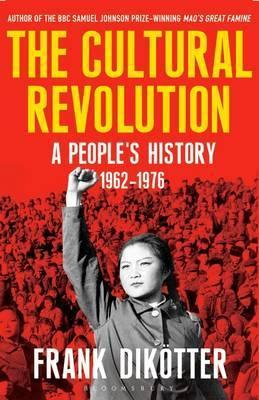 AUTHOR OF THE BBC SAMUEL JOHNSON PRIZE-WINNING MAO'S GREAT FAMINE
THE CULTURAL
REVOLUTION
A PEOPLE'S HISTORY
1962–1976
FRANK DIKÖTTER
BLOOMSBURY